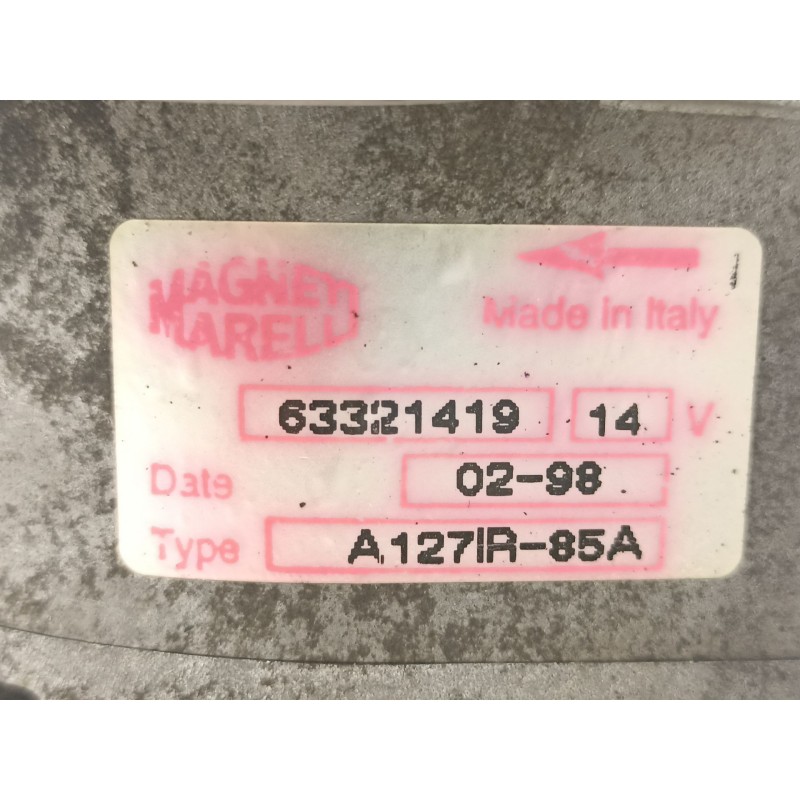 MAGNETI
MARELLI
Made in Italy
63321419 14 V
Date 02-98
Type A127IR-85A